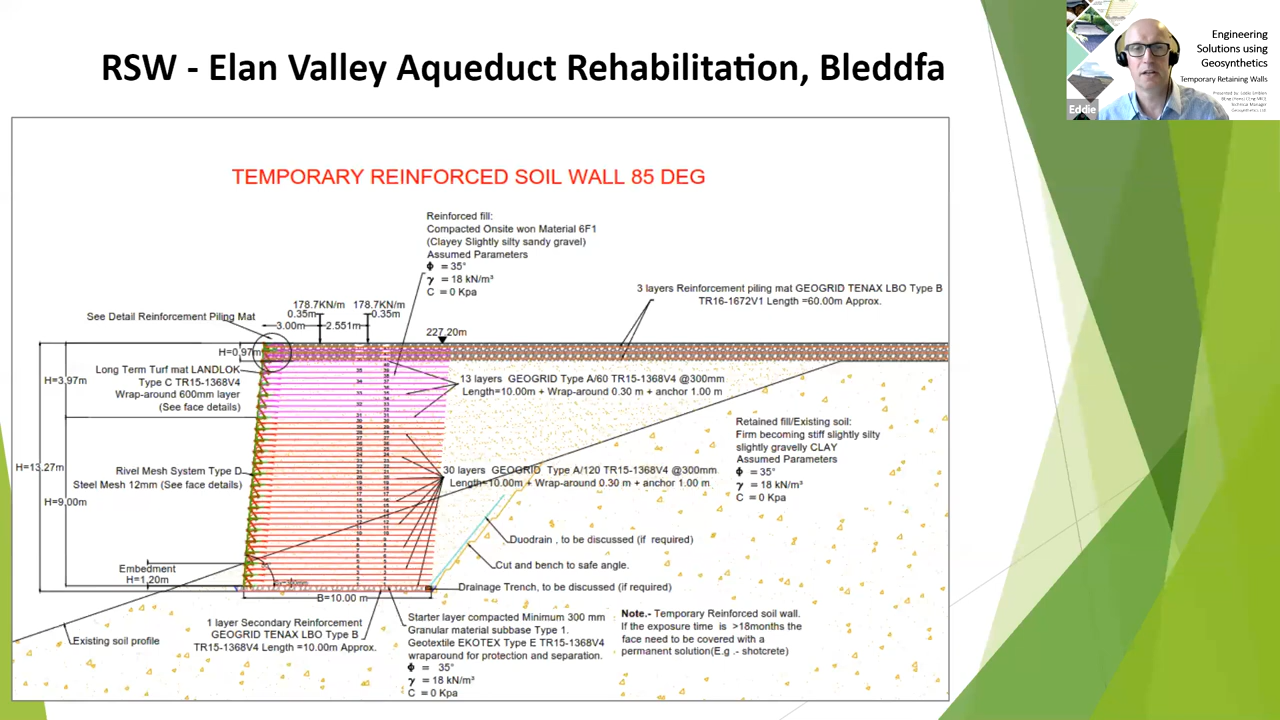 RSW - Elan Valley Aqueduct Rehabilitation, Bleddfa
Engineering
Solutions using
Geosynthetics
Temporary Retaining Walls
Eddie
TEMPORARY REINFORCED SOIL WALL 85 DEG
Reinforced fill:
Compacted Onsite won Material 6F1
(Clayey Slightly silty sandy gravel)
Assumed Parameters
Φ = 35°
γ = 18 kN/m³
C = 0 Kpa
3 layers Reinforcement piling mat GEOGRID TENAX LBO Type B
TR16-1672V1 Length =60.00m Approx.
178.7KN/m 178.7KN/m
0.35m 0.35m
3.00m 2.551m
See Detail Reinforcement Piling Mat
227.20m
H=0.97m
Long Term Turf mat LANDLOK
Type C TR15-1368V4
Wrap-around 600mm layer
(See face details)
H=3,97m
13 layers GEOGRID Type A/60 TR15-1368V4 @300mm
Length=10.00m + Wrap-around 0.30 m + anchor 1.00 m
Retained fill/Existing soil:
Firm becoming stiff slightly silty
slightly gravelly CLAY
Assumed Parameters
Φ = 35°
γ = 18 kN/m³
C = 0 Kpa
H=13.27m
Rivel Mesh System Type D
Steel Mesh 12mm (See face details)
H=9,00m
30 layers GEOGRID Type A/120 TR15-1368V4 @300mm
Length=10.00m + Wrap-around 0.30 m + anchor 1.00 m
Duodrain , to be discussed (if required)
Cut and bench to safe angle.
Embedment
H=1,20m
Drainage Trench, to be discussed (if required)
B=10.00 m
Existing soil profile
1 layer Secondary Reinforcement
GEOGRID TENAX LBO Type B
TR15-1368V4 Length =10.00m Approx.
Starter layer compacted Minimum 300 mm
Granular material subbase Type 1.
Geotextile EKOTEX Type E TR15-1368V4
wraparound for protection and separation.
Φ = 35°
γ = 18 kN/m³
C = 0 Kpa
Note.- Temporary Reinforced soil wall.
If the exposure time is >18months the
face need to be covered with a
permanent solution(E.g .- shotcrete)